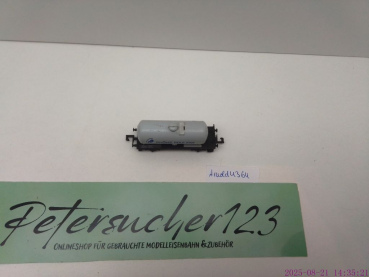 Petersucher123
ONLINESHOP FÜR GEBRAUCHTE MODELLEISENBAHN & ZUBEHÖR
2025-08-21 14:35:21